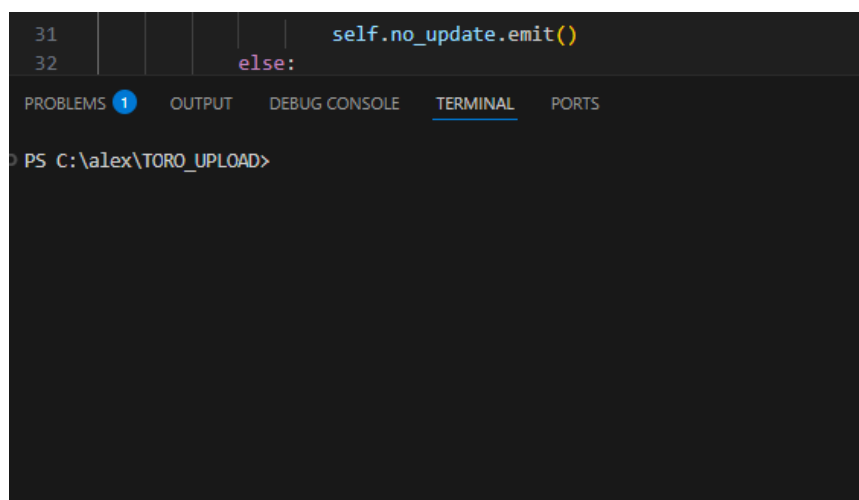 31 self.no_update.emit()
32 else:
PROBLEMS 1 OUTPUT DEBUG CONSOLE TERMINAL PORTS
PS C:\alex\TORO_UPLOAD>